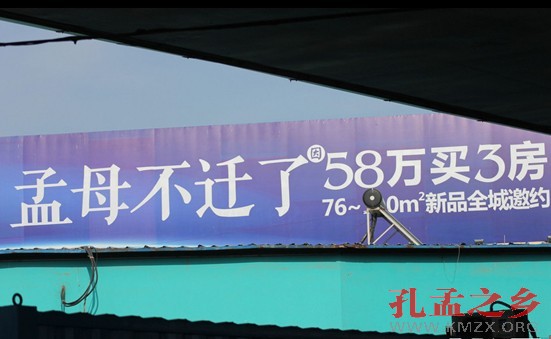 孟母不迁了 因 58万买3房
76~ 0m²新品全城邀约
孔孟之乡
WWW.KMZX.ORG